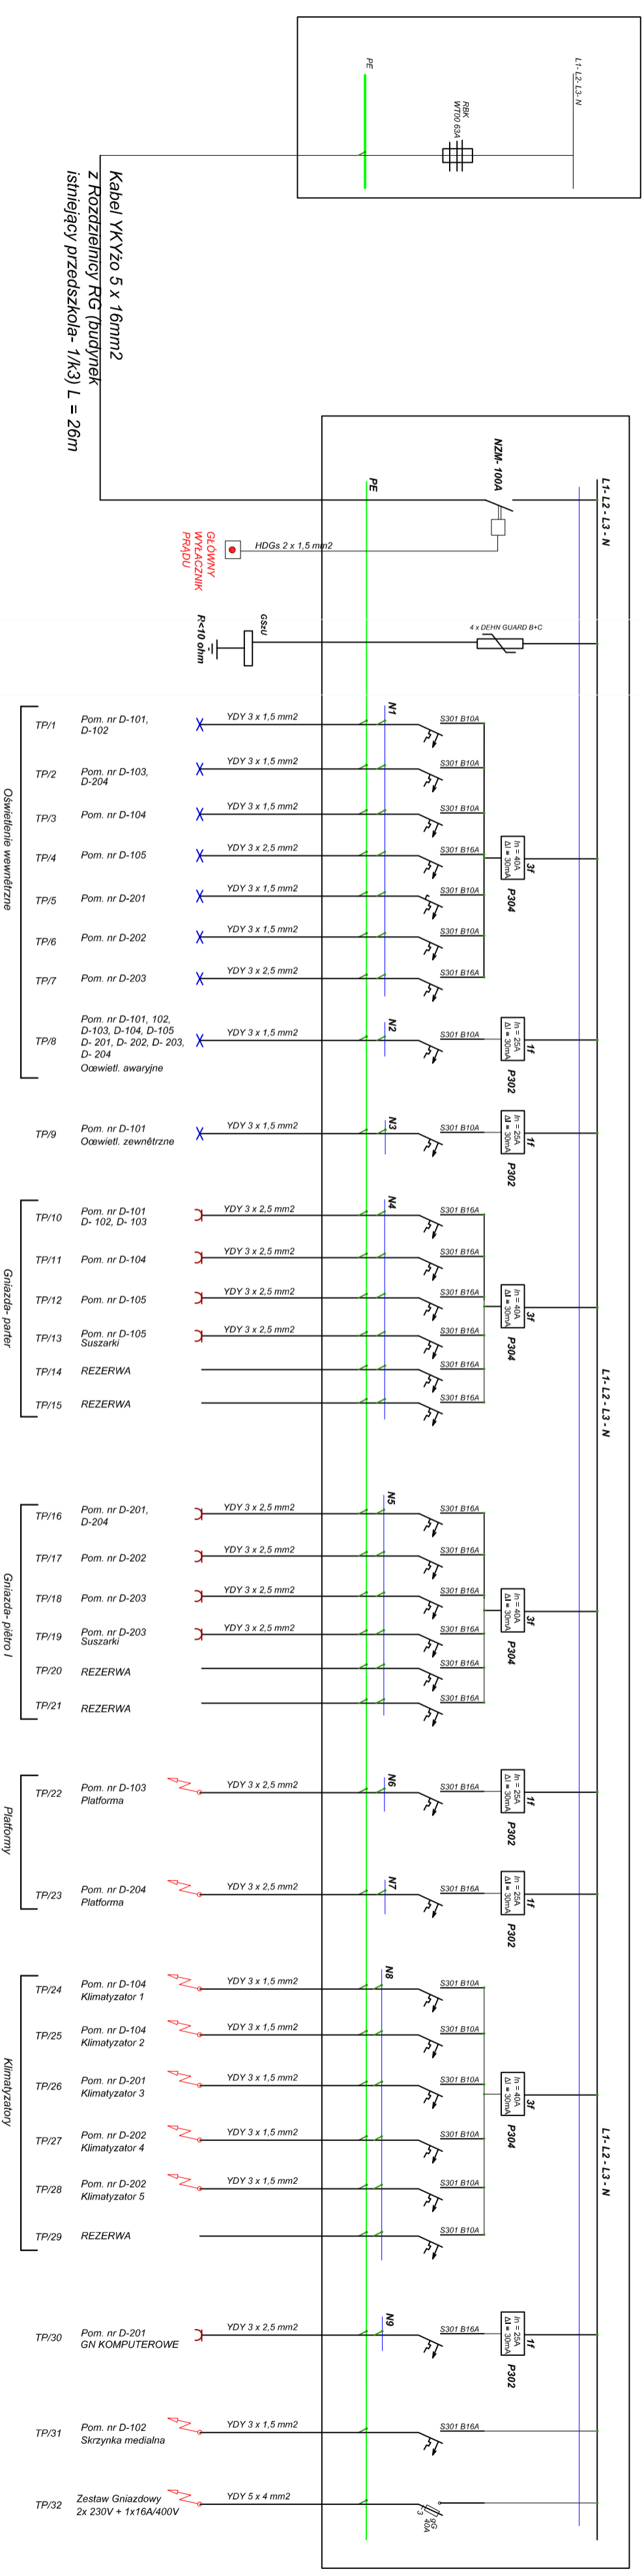 L1- L2- L3- N
RBK
WT00 63A
PE
Kabel YKYżo 5 x 16mm2
z Rozdzielnicy RG (budynek
istniejący przedszkola- 1/k3) L = 26m
L1- L2 - L3 - N
NZM- 100A
PE
HDGs 2 x 1,5 mm2
GŁÓWNY
WYŁĄCZNIK
PRĄDU
4 x DEHN GUARD B+C
GSzU
R<10 ohm
N1
TP/1
Pom. nr D-101,
D-102
YDY 3 x 1,5 mm2
S301 B10A
TP/2
Pom. nr D-103,
D-204
YDY 3 x 1,5 mm2
S301 B10A
TP/3
Pom. nr D-104
YDY 3 x 1,5 mm2
S301 B10A
TP/4
Pom. nr D-105
YDY 3 x 2,5 mm2
S301 B16A
TP/5
Pom. nr D-201
YDY 3 x 1,5 mm2
S301 B10A
TP/6
Pom. nr D-202
YDY 3 x 1,5 mm2
S301 B10A
TP/7
Pom. nr D-203
YDY 3 x 2,5 mm2
S301 B16A
3f
In = 40A
ΔI = 30mA
P304
N2
TP/8
Pom. nr D-101, 102,
D-103, D-104, D-105
D- 201, D- 202, D- 203,
D- 204
Oœwietl. awaryjne
YDY 3 x 1,5 mm2
S301 B10A
1f
In = 25A
ΔI = 30mA
P302
Oświetlenie wewnêtrzne
N3
TP/9
Pom. nr D-101
Oœwietl. zewnêtrzne
YDY 3 x 1,5 mm2
S301 B10A
1f
In = 25A
ΔI = 30mA
P302
N4
TP/10
Pom. nr D-101
D- 102, D- 103
YDY 3 x 2,5 mm2
S301 B16A
TP/11
Pom. nr D-104
YDY 3 x 2,5 mm2
S301 B16A
TP/12
Pom. nr D-105
YDY 3 x 2,5 mm2
S301 B16A
TP/13
Pom. nr D-105
Suszarki
YDY 3 x 2,5 mm2
S301 B16A
TP/14
REZERWA
S301 B16A
TP/15
REZERWA
S301 B16A
3f
In = 40A
ΔI = 30mA
P304
L1- L2 - L3 - N
Gniazda- parter
N5
TP/16
Pom. nr D-201,
D-204
YDY 3 x 2,5 mm2
S301 B16A
TP/17
Pom. nr D-202
YDY 3 x 2,5 mm2
S301 B16A
TP/18
Pom. nr D-203
YDY 3 x 2,5 mm2
S301 B16A
TP/19
Pom. nr D-203
Suszarki
YDY 3 x 2,5 mm2
S301 B16A
TP/20
REZERWA
S301 B16A
TP/21
REZERWA
S301 B16A
3f
In = 40A
ΔI = 30mA
P304
Gniazda- piêtro I
N6
TP/22
Pom. nr D-103
Platforma
YDY 3 x 2,5 mm2
S301 B16A
1f
In = 25A
ΔI = 30mA
P302
N7
TP/23
Pom. nr D-204
Platforma
YDY 3 x 2,5 mm2
S301 B16A
1f
In = 25A
ΔI = 30mA
P302
Platformy
N8
TP/24
Pom. nr D-104
Klimatyzator 1
YDY 3 x 1,5 mm2
S301 B10A
TP/25
Pom. nr D-104
Klimatyzator 2
YDY 3 x 1,5 mm2
S301 B10A
TP/26
Pom. nr D-201
Klimatyzator 3
YDY 3 x 1,5 mm2
S301 B10A
TP/27
Pom. nr D-202
Klimatyzator 4
YDY 3 x 1,5 mm2
S301 B10A
TP/28
Pom. nr D-202
Klimatyzator 5
YDY 3 x 1,5 mm2
S301 B10A
TP/29
REZERWA
S301 B10A
3f
In = 40A
ΔI = 30mA
P304
L1- L2 - L3 - N
Klimatyzatory
N9
TP/30
Pom. nr D-201
GN KOMPUTEROWE
YDY 3 x 2,5 mm2
S301 B16A
1f
In = 25A
ΔI = 30mA
P302
TP/31
Pom. nr D-102
Skrzynka medialna
YDY 3 x 1,5 mm2
S301 B16A
TP/32
Zestaw Gniazdowy
2x 230V + 1x16A/400V
YDY 5 x 4 mm2
gG
40A
3